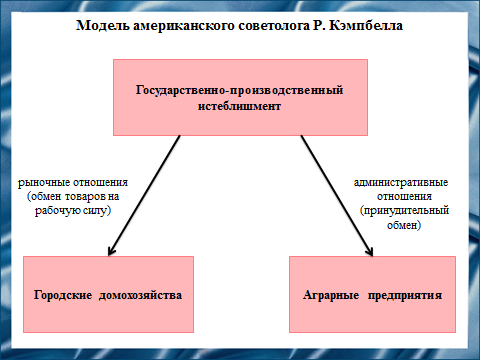 Модель американского советолога Р. Кэмпбелла
Государственно-производственный
истеблишмент
рыночные отношения
(обмен товаров на
рабочую силу)
административные
отношения
(принудительный
обмен)
Городские домохозяйства
Аграрные предприятия